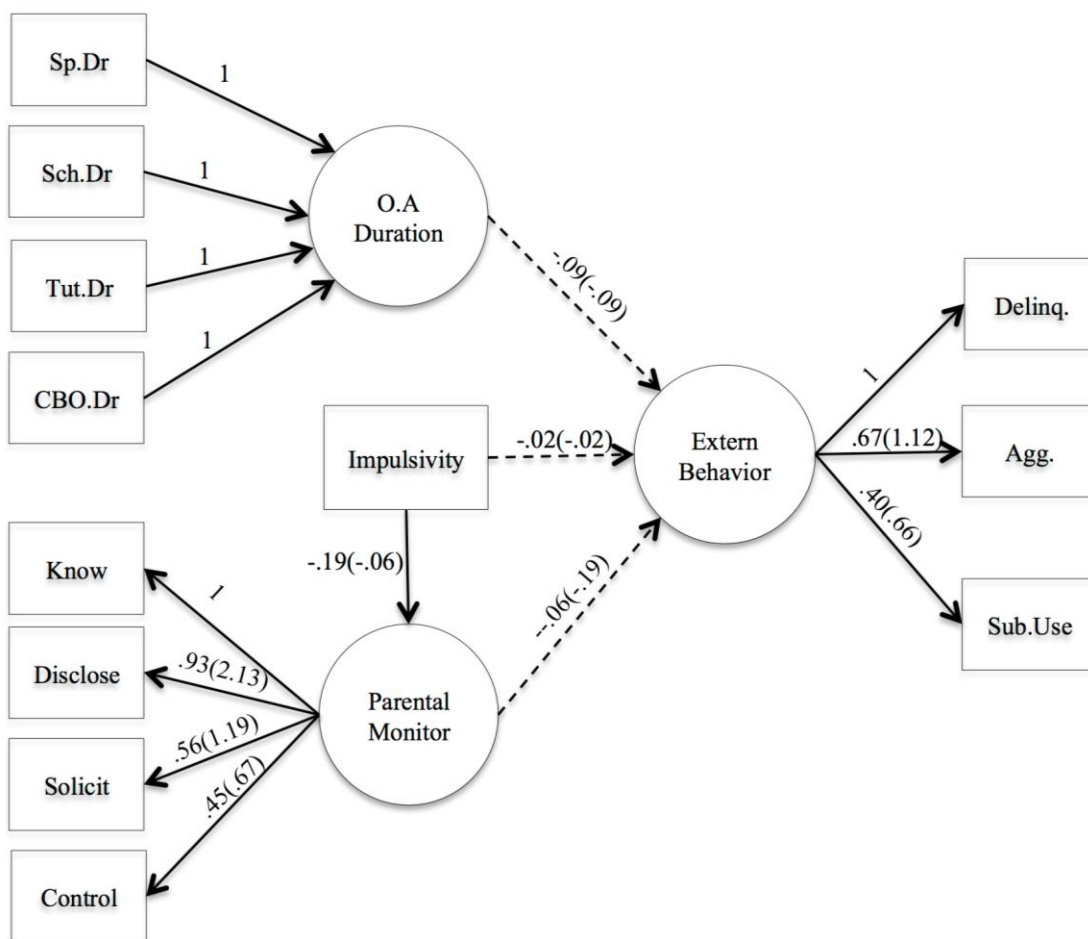 Sp.Dr
1
Sch.Dr
1
O.A
Duration
Tut.Dr
1
CBO.Dr
1
-.09(-.09)
Delinq.
1
Impulsivity
-.02(-.02)
Extern
Behavior
.67(1.12)
Agg.
.40(.66)
Sub.Use
-.19(-.06)
--.06(-.19)
Know
1
Disclose
.93(2.13)
Parental
Monitor
Solicit
.56(1.19)
Control
.45(.67)